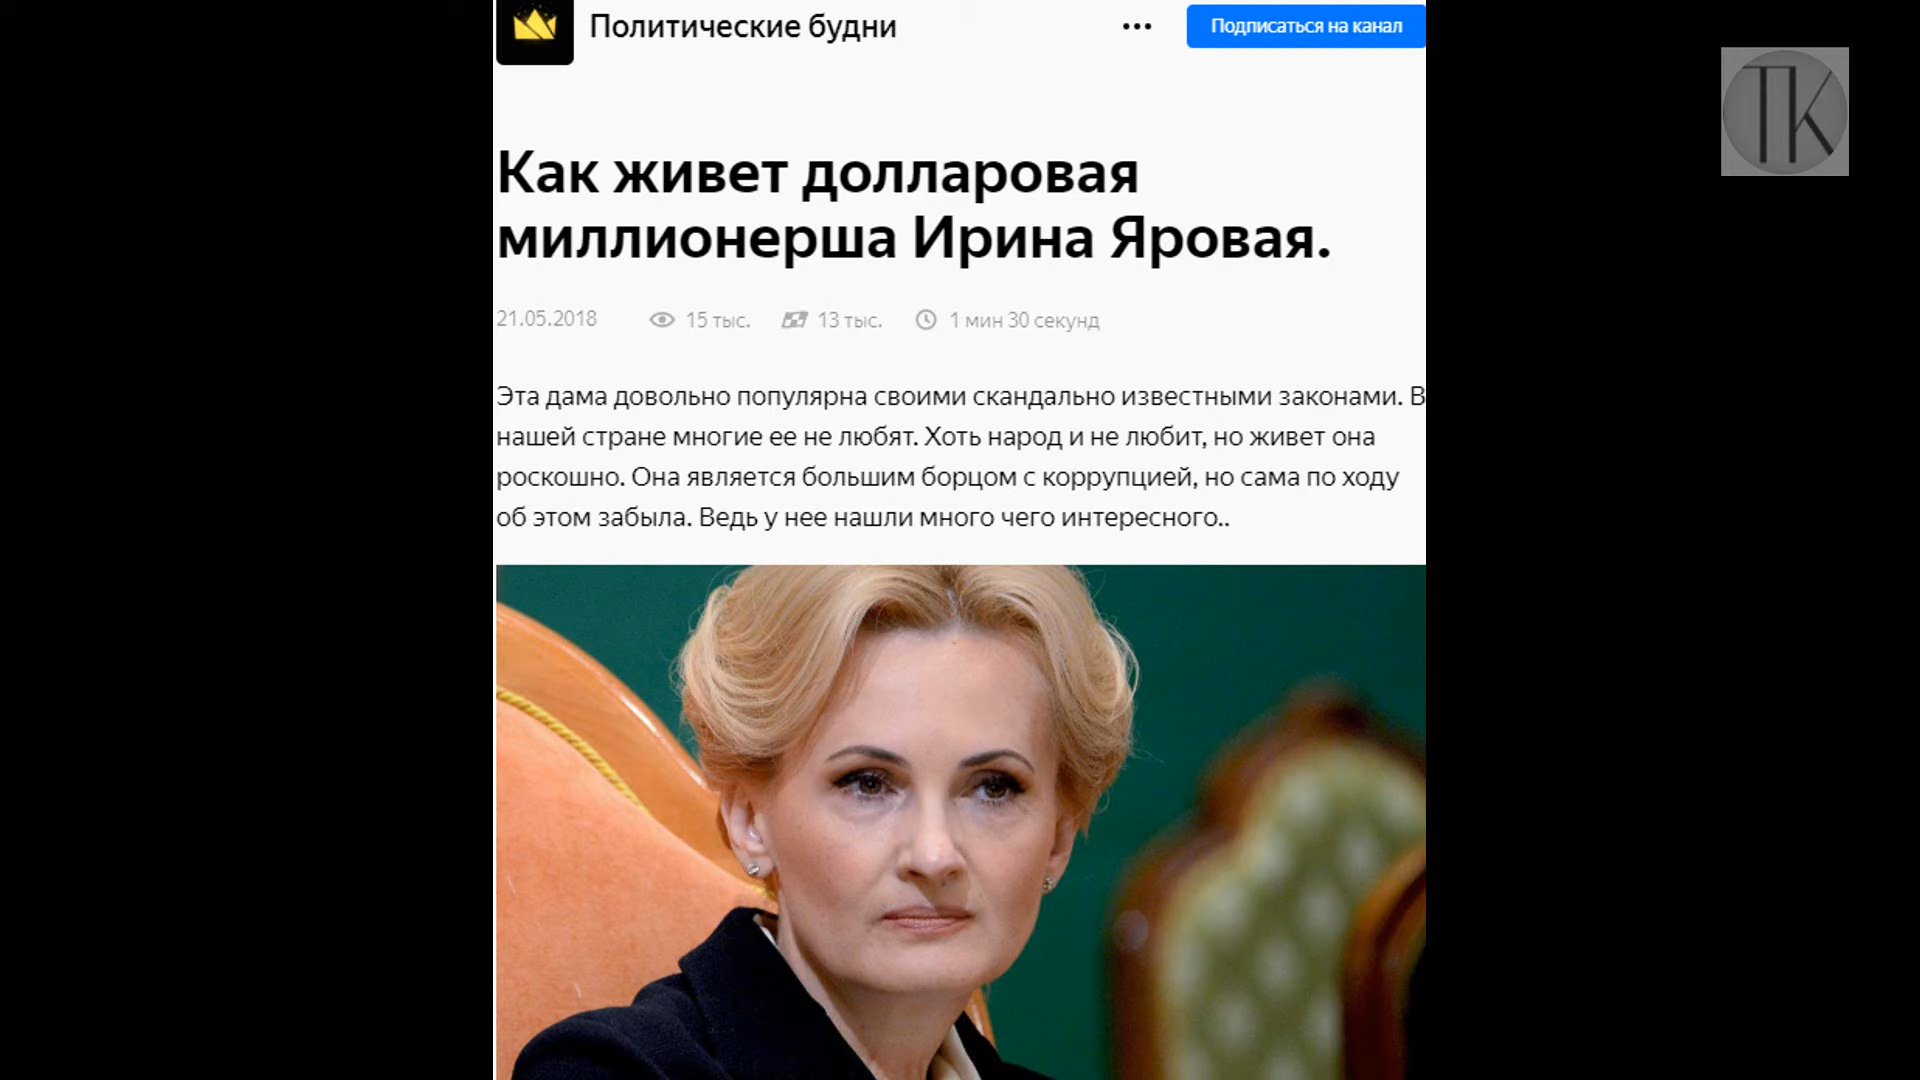 Политические будни
Подписаться на канал
ТК
Как живет долларовая
миллионерша Ирина Яровая.
21.05.2018 15 тыс. 13 тыс. 1 мин 30 секунд
Эта дама довольно популярна своими скандально известными законами. В
нашей стране многие ее не любят. Хоть народ и не любит, но живет она
роскошно. Она является большим борцом с коррупцией, но сама по ходу
об этом забыла. Ведь у нее нашли много чего интересного..